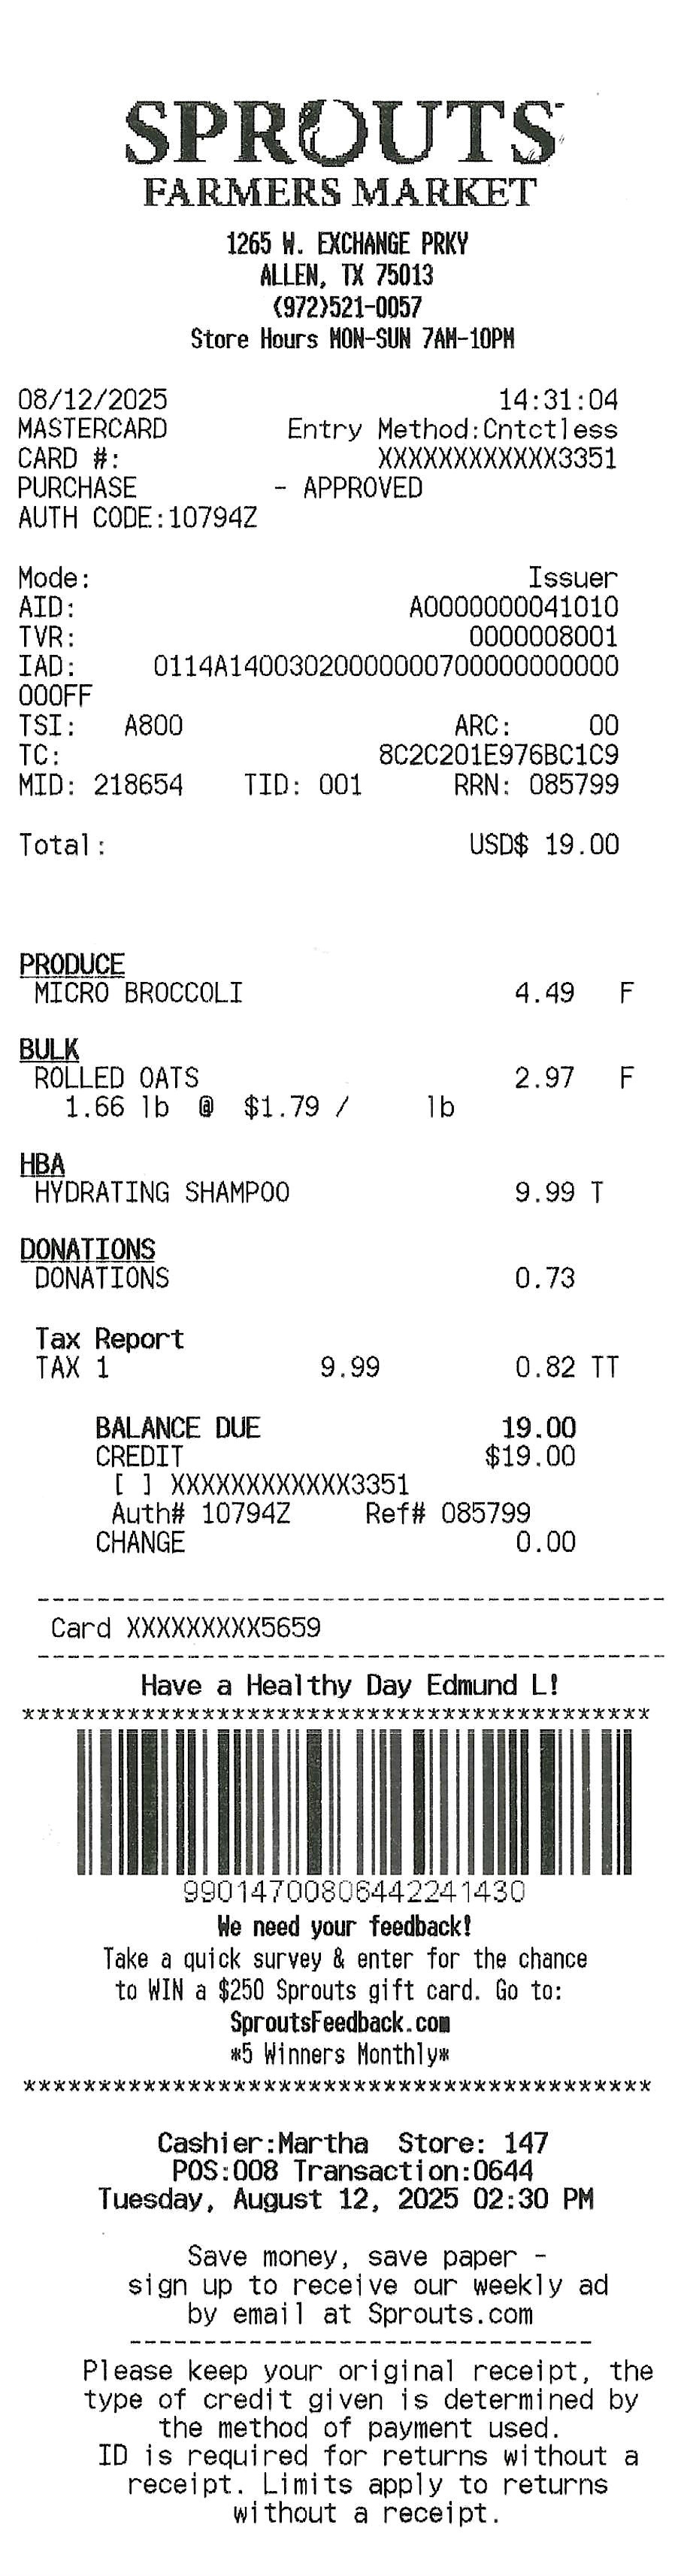 SPROUTS
FARMERS MARKET
1265 W. EXCHANGE PRKY
ALLEN, TX 75013
(972)521-0057
Store Hours MON-SUN 7AM-10PM
08/12/2025 14:31:04
MASTERCARD Entry Method:Cntctless
CARD #: XXXXXXXXXXXX3351
PURCHASE - APPROVED
AUTH CODE:10794Z
Mode: Issuer
AID: A0000000041010
TVR: 0000008001
IAD: 0114A14003020000000700000000000
000FF
TSI: A800 ARC: 00
TC: 8C2C201E976BC1C9
MID: 218654 TID: 001 RRN: 085799
Total: USD$ 19.00
PRODUCE
MICRO BROCCOLI 4.49 F
BULK
ROLLED OATS 2.97 F
1.66 lb @ $1.79 / lb
HBA
HYDRATING SHAMPOO 9.99 T
DONATIONS
DONATIONS 0.73
Tax Report
TAX 1 9.99 0.82 TT
BALANCE DUE 19.00
CREDIT $19.00
[ ] XXXXXXXXXXXX3351
Auth# 10794Z Ref# 085799
CHANGE 0.00
------------------------------------------
Card XXXXXXXXX5659
------------------------------------------
Have a Healthy Day Edmund L!
******************************************
99014700806442241430
We need your feedback!
Take a quick survey & enter for the chance
to WIN a $250 Sprouts gift card. Go to:
SproutsFeedback.com
*5 Winners Monthly*
******************************************
Cashier:Martha Store: 147
POS:008 Transaction:0644
Tuesday, August 12, 2025 02:30 PM
Save money, save paper -
sign up to receive our weekly ad
by email at Sprouts.com
-------------------------------
Please keep your original receipt, the
type of credit given is determined by
the method of payment used.
ID is required for returns without a
receipt. Limits apply to returns
without a receipt.